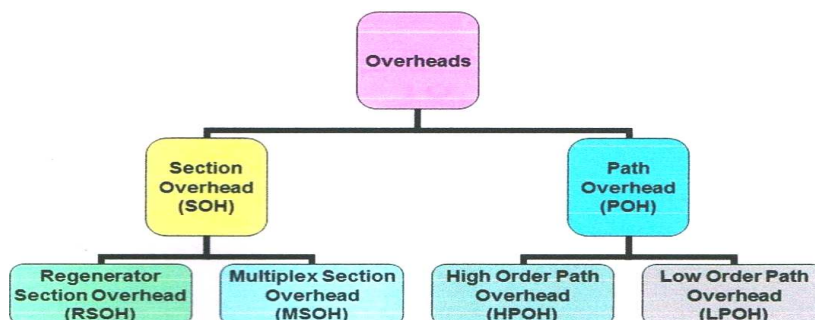 Overheads
Section
Overhead
(SOH)
Path
Overhead
(POH)
Regenerator
Section Overhead
(RSOH)
Multiplex Section
Overhead
(MSOH)
High Order Path
Overhead
(HPOH)
Low Order Path
Overhead
(LPOH)